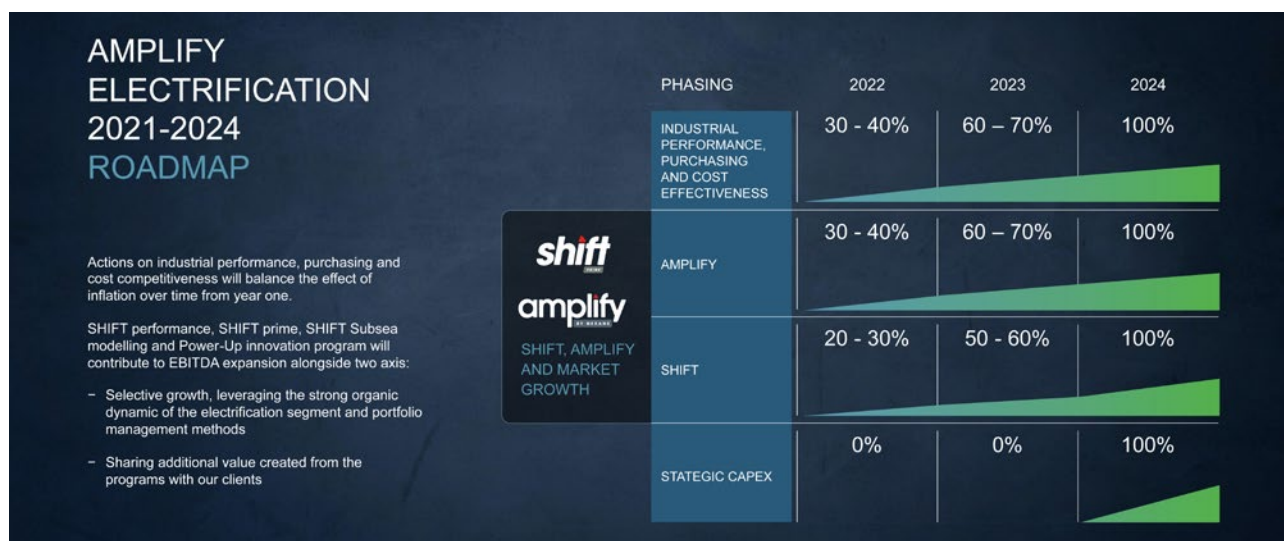 AMPLIFY
ELECTRIFICATION
2021-2024
ROADMAP
Actions on industrial performance, purchasing and
cost competitiveness will balance the effect of
inflation over time from year one.
SHIFT performance, SHIFT prime, SHIFT Subsea
modelling and Power-Up innovation program will
contribute to EBITDA expansion alongside two axis:
− Selective growth, leveraging the strong organic
dynamic of the electrification segment and portfolio
management methods
− Sharing additional value created from the
programs with our clients
shift
PRIME
amplify
BY NEXANS
SHIFT, AMPLIFY
AND MARKET
GROWTH
PHASING 2022 2023 2024
INDUSTRIAL
PERFORMANCE,
PURCHASING
AND COST
EFFECTIVENESS
30 - 40% 60 – 70% 100%
AMPLIFY
30 - 40% 60 – 70% 100%
SHIFT
20 - 30% 50 - 60% 100%
STATEGIC CAPEX
0% 0% 100%